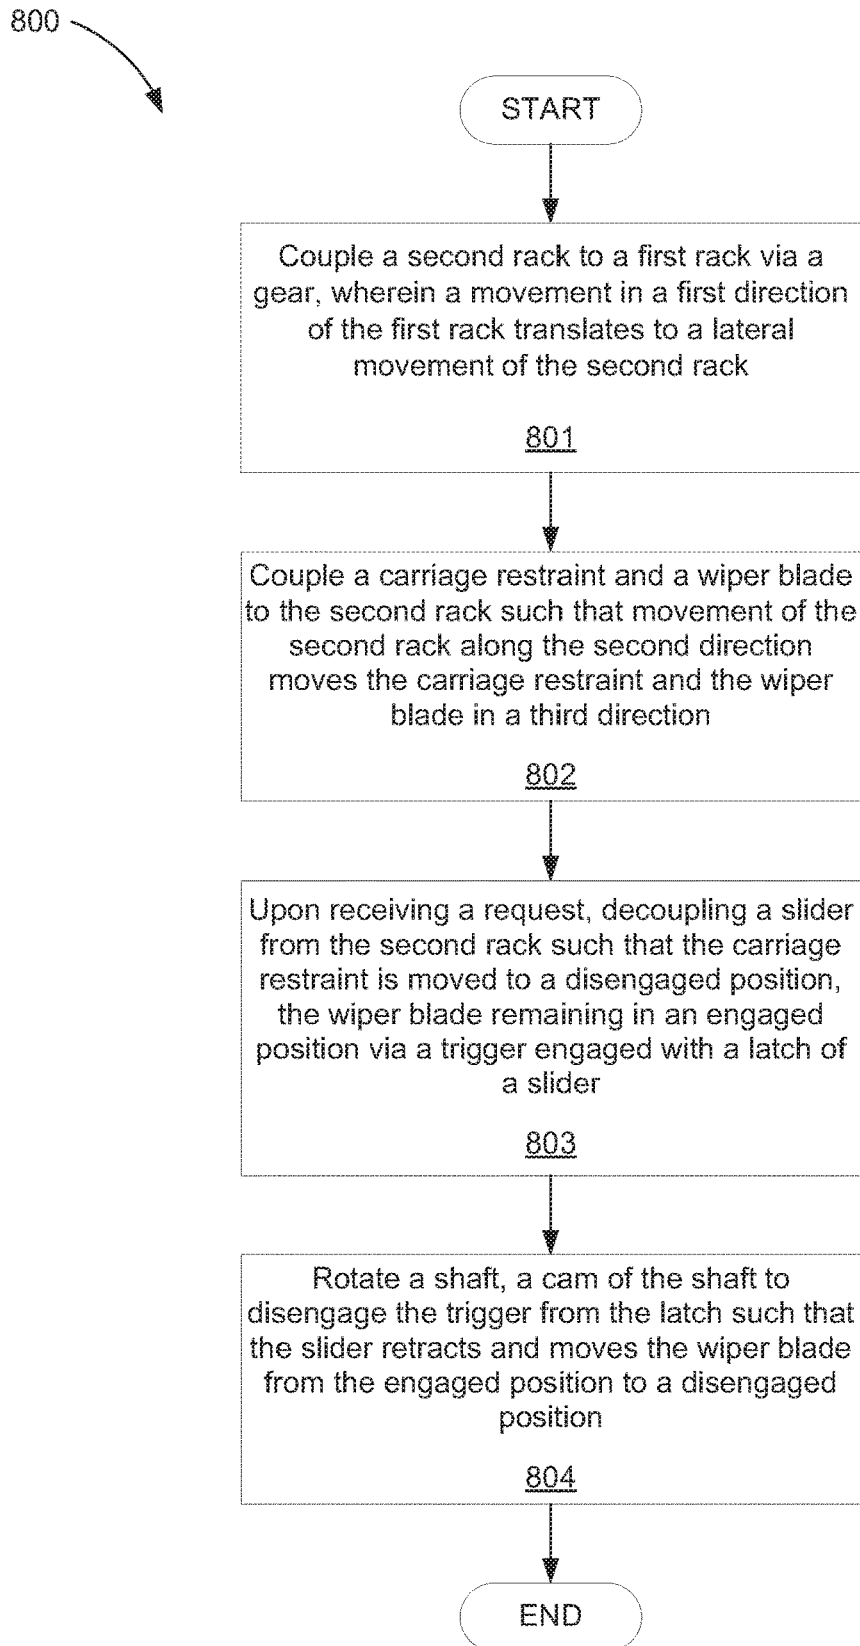 800
START
Couple a second rack to a first rack via a
gear, wherein a movement in a first direction
of the first rack translates to a lateral
movement of the second rack
801
Couple a carriage restraint and a wiper blade
to the second rack such that movement of the
second rack along the second direction
moves the carriage restraint and the wiper
blade in a third direction
802
Upon receiving a request, decoupling a slider
from the second rack such that the carriage
restraint is moved to a disengaged position,
the wiper blade remaining in an engaged
position via a trigger engaged with a latch of
a slider
803
Rotate a shaft, a cam of the shaft to
disengage the trigger from the latch such that
the slider retracts and moves the wiper blade
from the engaged position to a disengaged
position
804
END